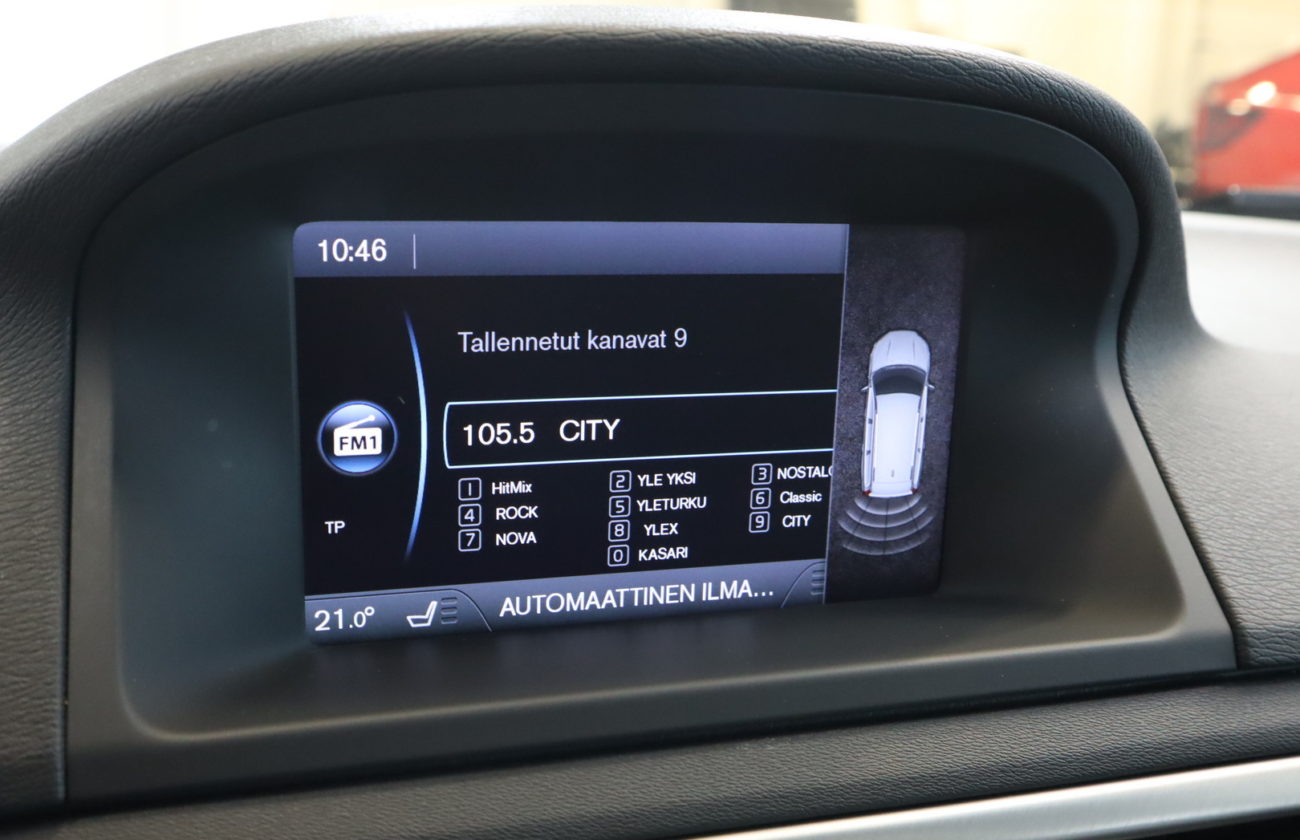 10:46
Tallennetut kanavat 9
105.5 CITY
FM1
1 HitMix 2 YLE YKSI 3 NOSTALG
4 ROCK 5 YLETURKU 6 Classic
7 NOVA 8 YLEX 9 CITY
0 KASARI
TP
21.0° AUTOMAATTINEN ILMA...